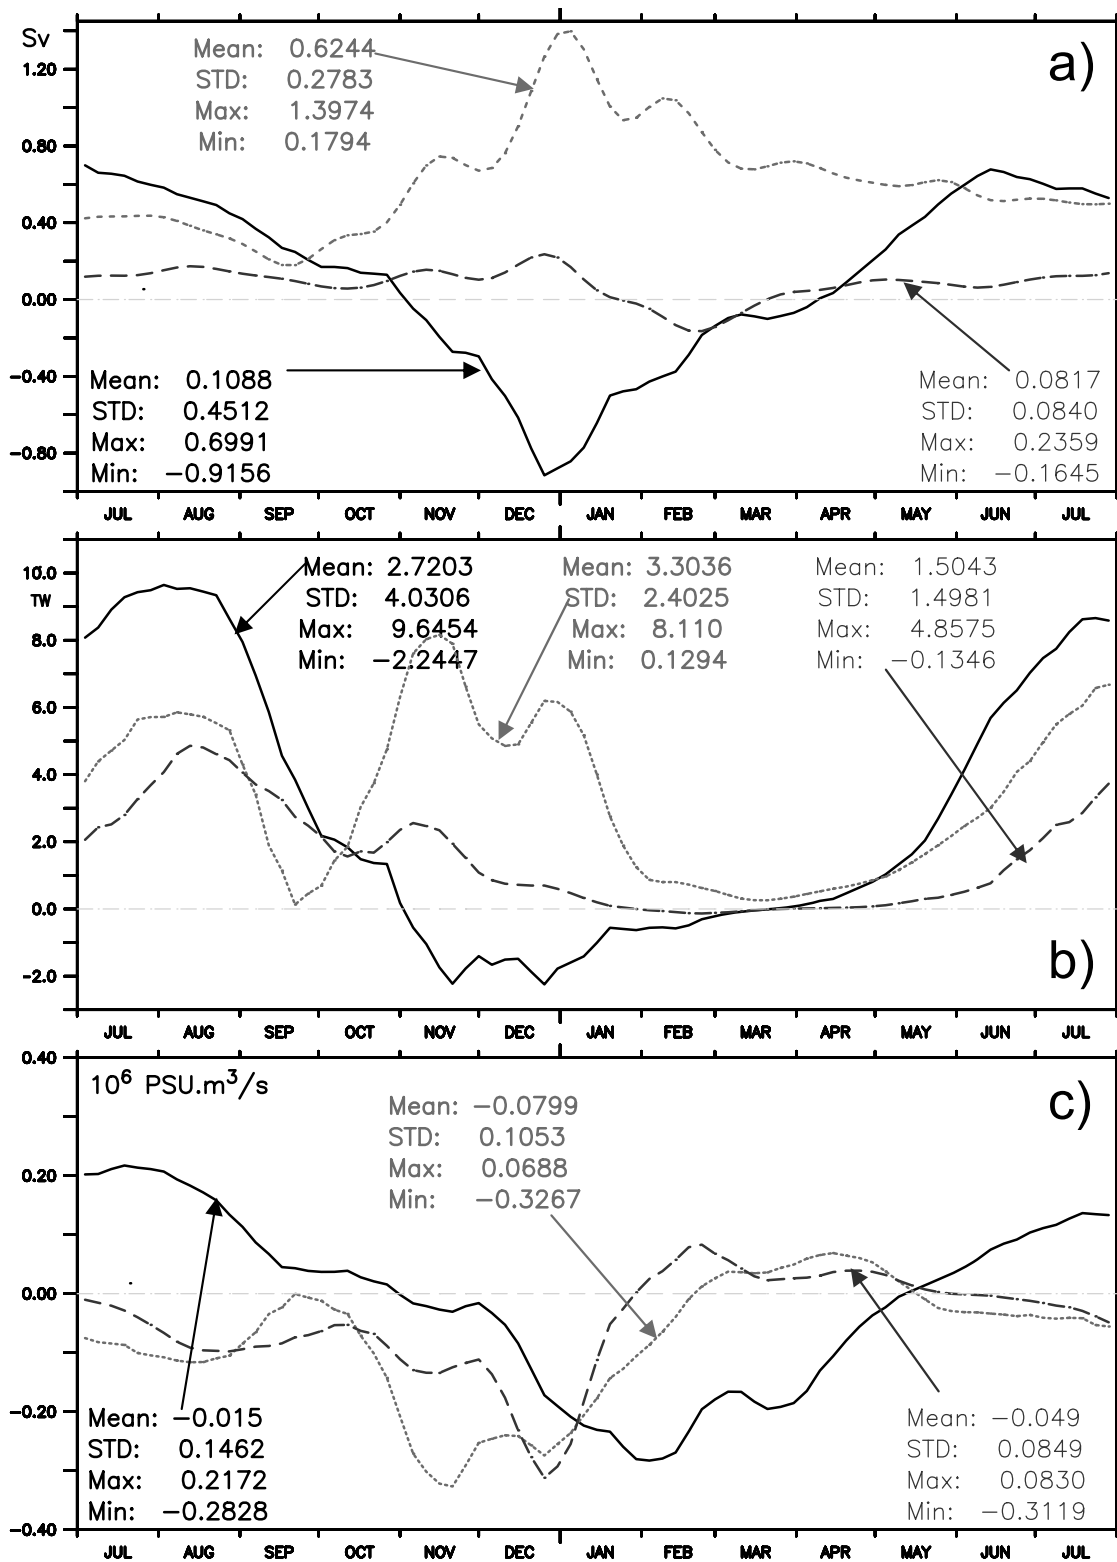 Sv
a)
Mean: 0.6244
STD: 0.2783
Max: 1.3974
Min: 0.1794
1.20
0.80
0.40
0.00
-0.40
-0.80
Mean: 0.1088
STD: 0.4512
Max: 0.6991
Min: -0.9156
Mean: 0.0817
STD: 0.0840
Max: 0.2359
Min: -0.1645
JUL AUG SEP OCT NOV DEC JAN FEB MAR APR MAY JUN JUL
10.0
TW
8.0
6.0
4.0
2.0
0.0
-2.0
Mean: 2.7203
STD: 4.0306
Max: 9.6454
Min: -2.2447
Mean: 3.3036
STD: 2.4025
Max: 8.110
Min: 0.1294
Mean: 1.5043
STD: 1.4981
Max: 4.8575
Min: -0.1346
b)
JUL AUG SEP OCT NOV DEC JAN FEB MAR APR MAY JUN JUL
0.40
0.20
0.00
-0.20
-0.40
10⁶ PSU.m³/s
c)
Mean: -0.0799
STD: 0.1053
Max: 0.0688
Min: -0.3267
Mean: -0.015
STD: 0.1462
Max: 0.2172
Min: -0.2828
Mean: -0.049
STD: 0.0849
Max: 0.0830
Min: -0.3119
JUL AUG SEP OCT NOV DEC JAN FEB MAR APR MAY JUN JUL